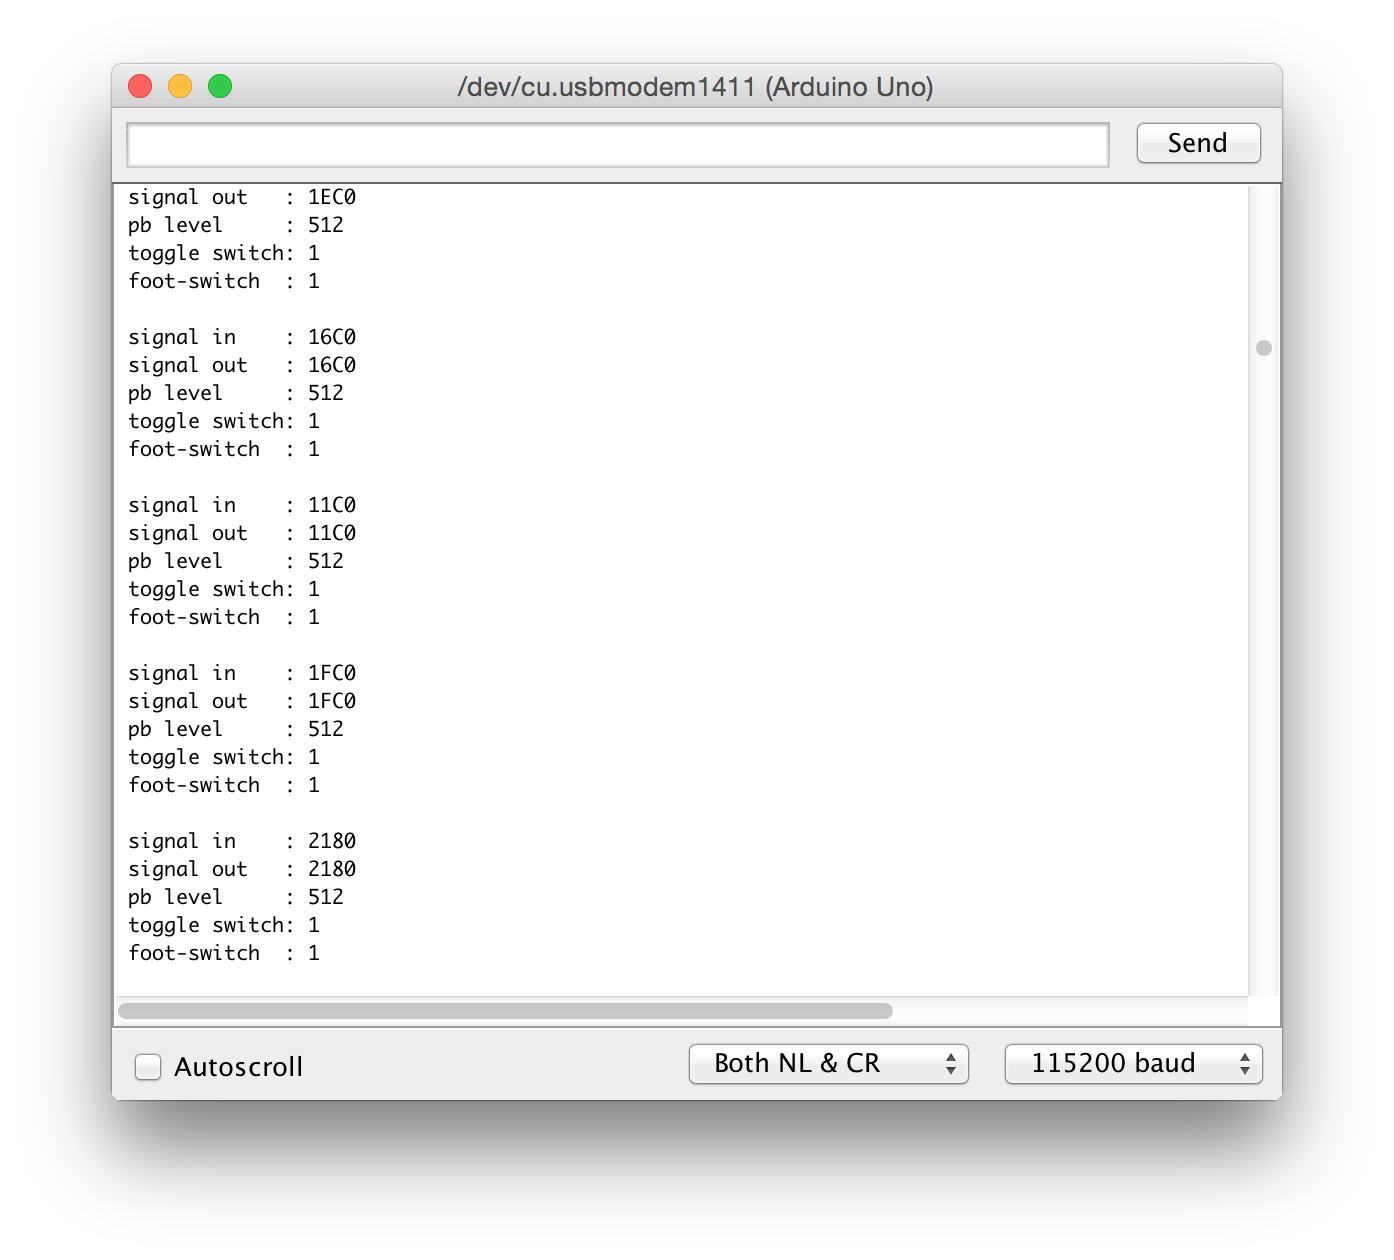 /dev/cu.usbmodem1411 (Arduino Uno)
Send
signal out   : 1EC0
pb level     : 512
toggle switch: 1
foot-switch  : 1
signal in    : 16C0
signal out   : 16C0
pb level     : 512
toggle switch: 1
foot-switch  : 1
signal in    : 11C0
signal out   : 11C0
pb level     : 512
toggle switch: 1
foot-switch  : 1
signal in    : 1FC0
signal out   : 1FC0
pb level     : 512
toggle switch: 1
foot-switch  : 1
signal in    : 2180
signal out   : 2180
pb level     : 512
toggle switch: 1
foot-switch  : 1
Autoscroll
Both NL & CR
115200 baud